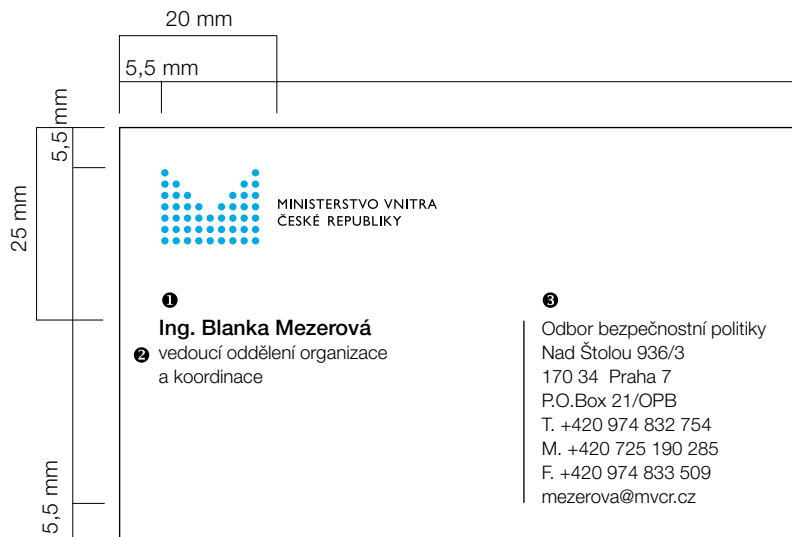 20 mm
5,5 mm
5,5 mm
25 mm
MINISTERSTVO VNITRA
ČESKÉ REPUBLIKY
❶
Ing. Blanka Mezerová
❷ vedoucí oddělení organizace
a koordinace
❸
Odbor bezpečnostní politiky
Nad Štolou 936/3
170 34  Praha 7
P.O.Box 21/OPB
T. +420 974 832 754
M. +420 725 190 285
F. +420 974 833 509
mezerova@mvcr.cz
5,5 mm